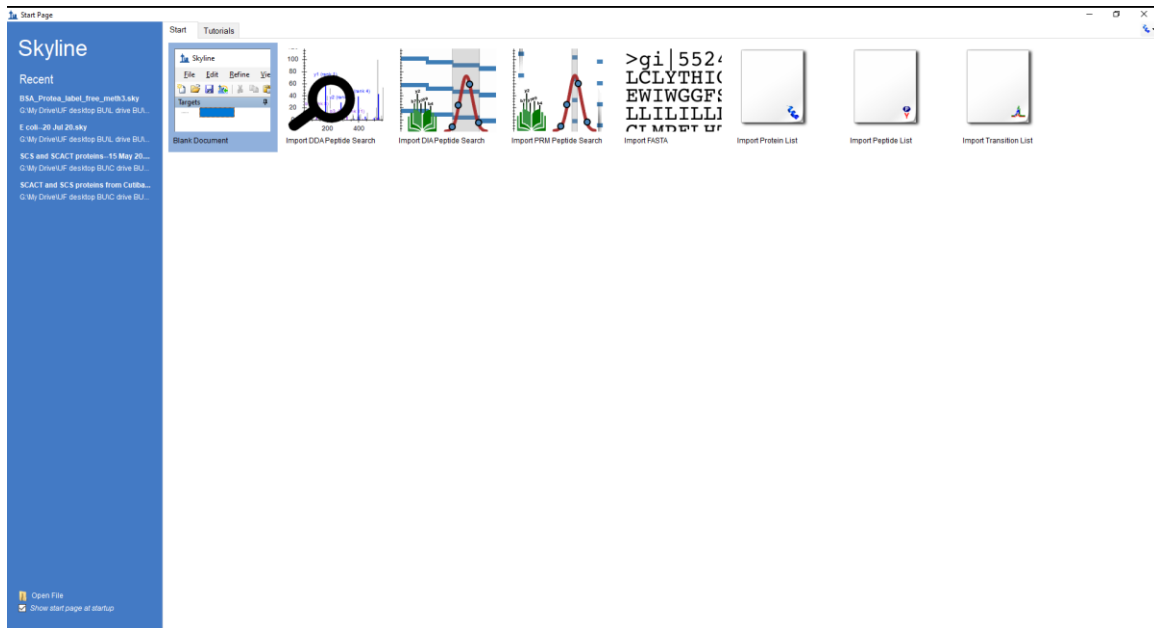 Start Page
Skyline
Recent
BSA_Protea_label_free_meth3.sky
G:\My Drive\UF desktop BU\L drive BU\...
E coli--20 Jul 20.sky
G:\My Drive\UF desktop BU\L drive BU\...
SCS and SCACT proteins--15 May 20....
G:\My Drive\UF desktop BU\C drive BU...
SCACT and SCS proteins from Cutiba...
G:\My Drive\UF desktop BU\C drive BU...
Open File
Show start page at startup
Start Tutorials
Skyline
File Edit Refine Vie
Targets
Blank Document
100
80
60
40
20
200 400
Import DDA Peptide Search
Import DIA Peptide Search
Import PRM Peptide Search
>gi|5524
LCLYTHI
EWIWGGF
LLILILL
Import FASTA
Import Protein List
Import Peptide List
Import Transition List